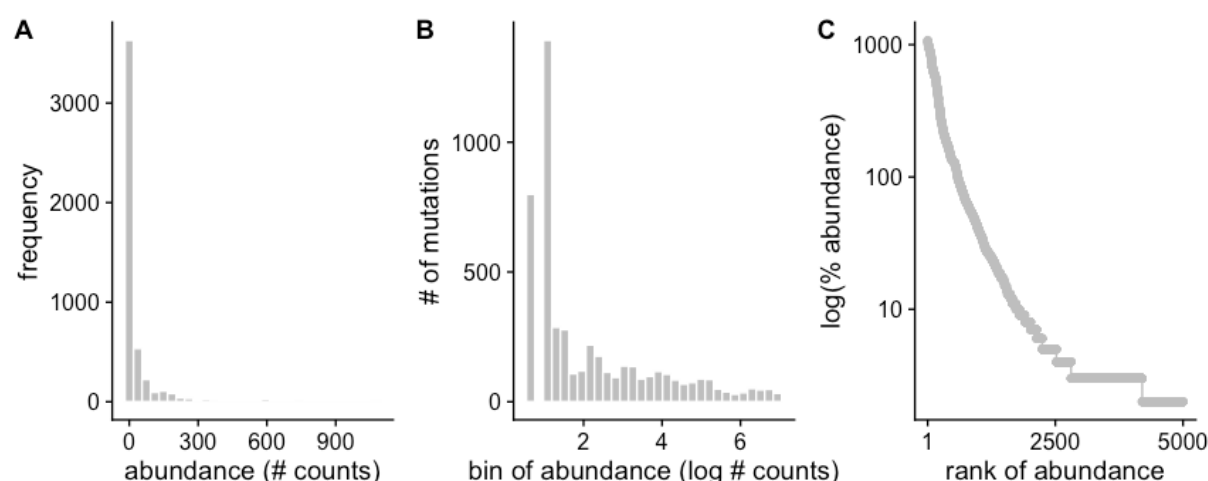 A
frequency
3000
2000
1000
0
0 300 600 900
abundance (# counts)
B
# of mutations
1000
500
0
2 4 6
bin of abundance (log # counts)
C
log(% abundance)
1000
100
10
1 2500 5000
rank of abundance